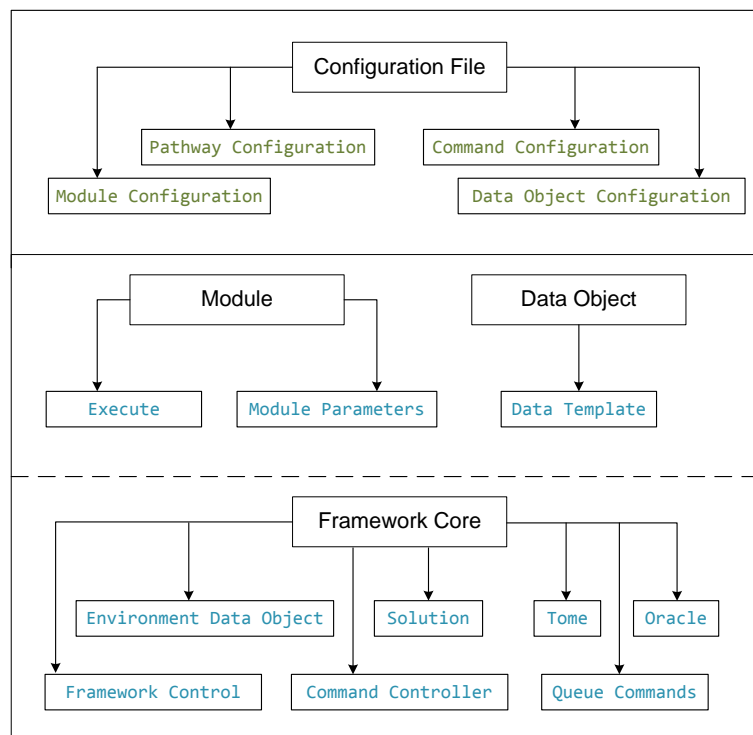 Configuration File
Pathway Configuration
Command Configuration
Module Configuration
Data Object Configuration
Module
Data Object
Execute
Module Parameters
Data Template
Framework Core
Environment Data Object
Solution
Tome
Oracle
Framework Control
Command Controller
Queue Commands